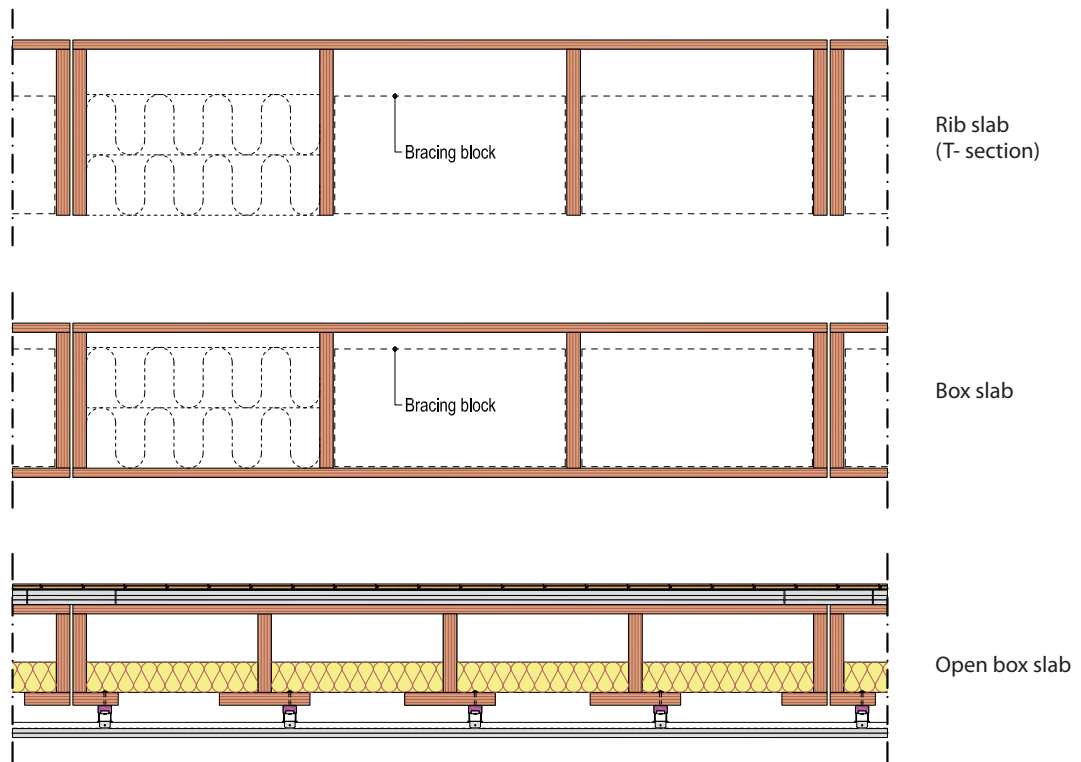 Rib slab
(T- section)
Bracing block
Box slab
Bracing block
Open box slab